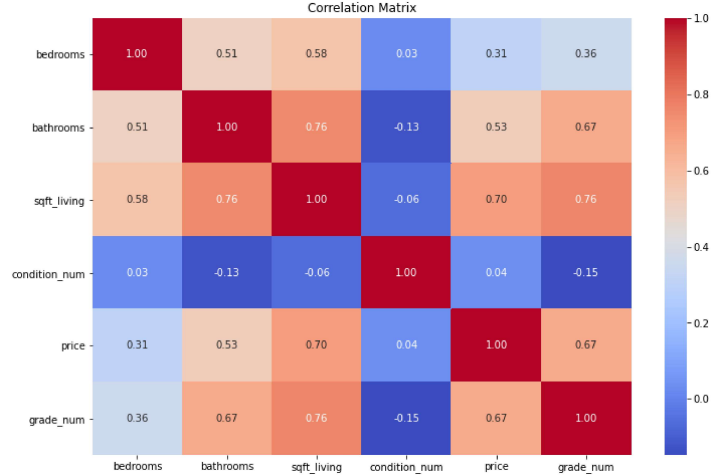 Correlation Matrix
bedrooms 1.00 0.51 0.58 0.03 0.31 0.36
bathrooms 0.51 1.00 0.76 -0.13 0.53 0.67
sqft_living 0.58 0.76 1.00 -0.06 0.70 0.76
condition_num 0.03 -0.13 -0.06 1.00 0.04 -0.15
price 0.31 0.53 0.70 0.04 1.00 0.67
grade_num 0.36 0.67 0.76 -0.15 0.67 1.00
bedrooms bathrooms sqft_living condition_num price grade_num
1.0
0.8
0.6
0.4
0.2
0.0